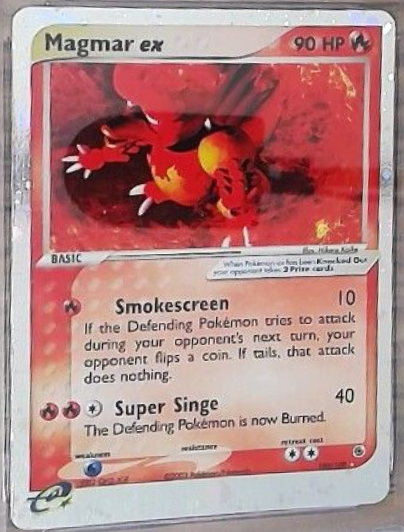 Magmar ex 90 HP
Illus. Hikaru Koike
BASIC
When Pokémon-ex has been Knocked Out
your opponent takes 2 Prize cards.
Smokescreen 10
If the Defending Pokémon tries to attack
during your opponent's next turn, your
opponent flips a coin. If tails, that attack
does nothing.
Super Singe 40
The Defending Pokémon is now Burned.
weakness resistance retreat cost